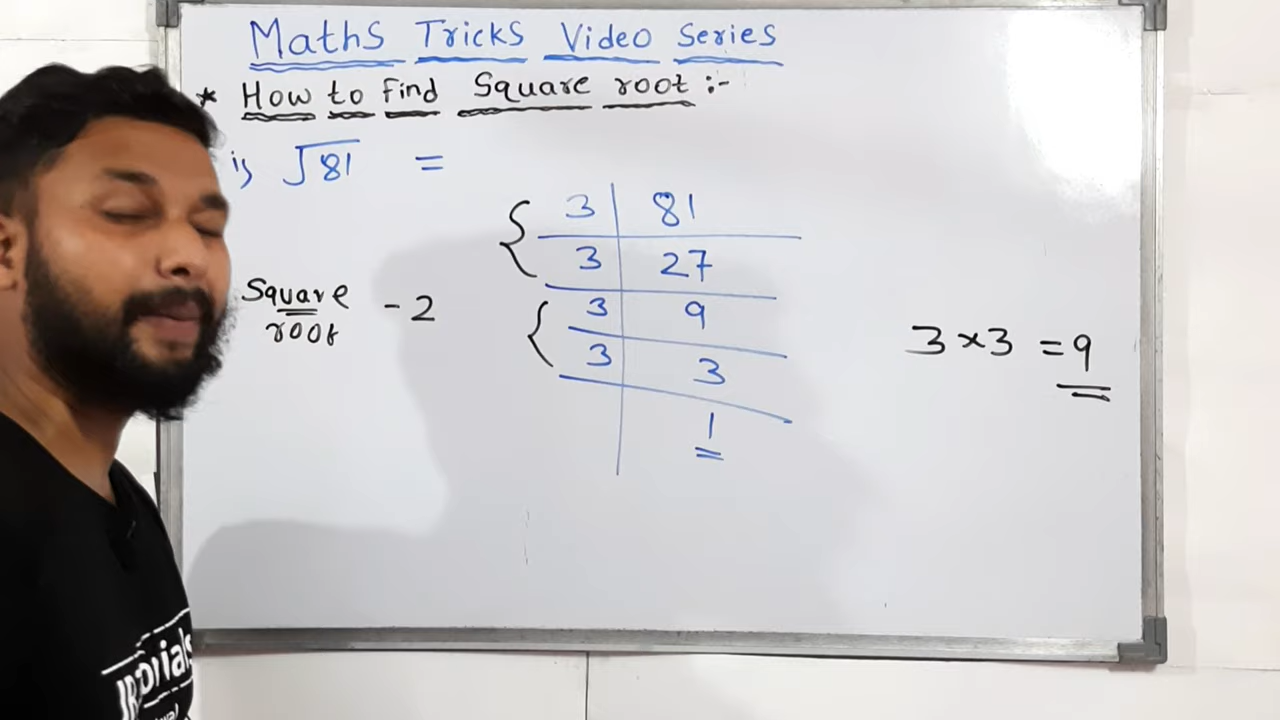 Maths Tricks Video Series
* How to Find Square root :-
i, √81 =
3 | 81
3 | 27
3 | 9
3 | 3
1
Square root - 2
3 × 3 = 9